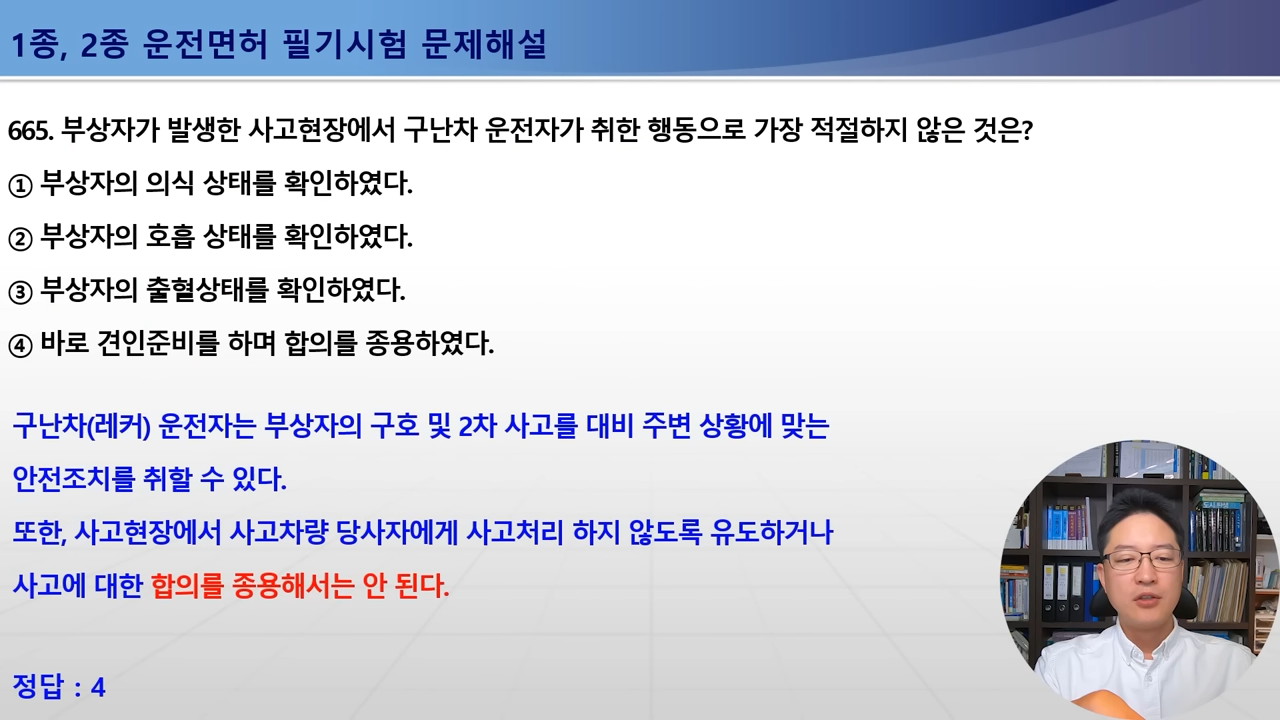 1종, 2종 운전면허 필기시험 문제해설
665. 부상자가 발생한 사고현장에서 구난차 운전자가 취한 행동으로 가장 적절하지 않은 것은?
① 부상자의 의식 상태를 확인하였다.
② 부상자의 호흡 상태를 확인하였다.
③ 부상자의 출혈상태를 확인하였다.
④ 바로 견인준비를 하며 합의를 종용하였다.
구난차(레커) 운전자는 부상자의 구호 및 2차 사고를 대비 주변 상황에 맞는
안전조치를 취할 수 있다.
또한, 사고현장에서 사고차량 당사자에게 사고처리 하지 않도록 유도하거나
사고에 대한 합의를 종용해서는 안 된다.
정답 : 4